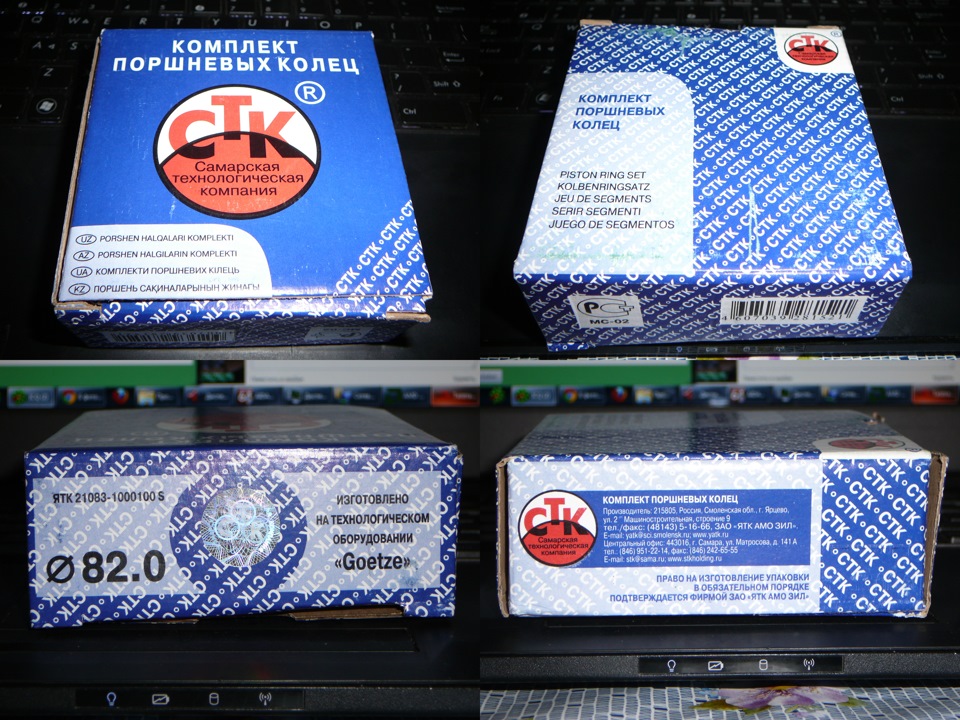 КОМПЛЕКТ
ПОРШНЕВЫХ КОЛЕЦ
®
СТК
Самарская
технологическая
компания
UZ PORSHEN HALQALARI KOMPLEKTI
AZ PORSHEN HALGILARIN KOMPLEKTI
UA КОМПЛЕКТИ ПОРШНЕВИХ КІЛЕЦЬ
KZ ПОРШЕНЬ САҚИНАЛАРЫНЫН ЖИНАҒЫ
СТК
®
КОМПЛЕКТ
ПОРШНЕВЫХ
КОЛЕЦ
PISTON RING SET
KOLBENRINGSATZ
JEU DE SEGMENTS
SERIR SEGMENTI
JUEGO DE SEGMENTOS
МС-02
ЯТК 21083-1000100 S
⌀ 82.0
ИЗГОТОВЛЕНО
НА ТЕХНОЛОГИЧЕСКОМ
ОБОРУДОВАНИИ
«Goetze»
СТК
Самарская
технологическая
компания
КОМПЛЕКТ ПОРШНЕВЫХ КОЛЕЦ
Производитель: 215805, Россия, Смоленская обл., г. Ярцево,
ул. 2 Машиностроительная, строение 9
тел./факс: (48143) 5-16-66, ЗАО «ЯТК АМО ЗИЛ».
E-mail: yatk@sci.smolensk.ru; www.yatk.ru
Центральный офис: 443016, г. Самара, ул. Матросова, д. 141 А
тел.: (846) 951-22-14, факс: (846) 242-65-55
E-mail: stk@sama.ru; www.stkholding.ru
ПРАВО НА ИЗГОТОВЛЕНИЕ УПАКОВКИ
В ОБЯЗАТЕЛЬНОМ ПОРЯДКЕ
ПОДТВЕРЖДАЕТСЯ ФИРМОЙ ЗАО «ЯТК АМО ЗИЛ»